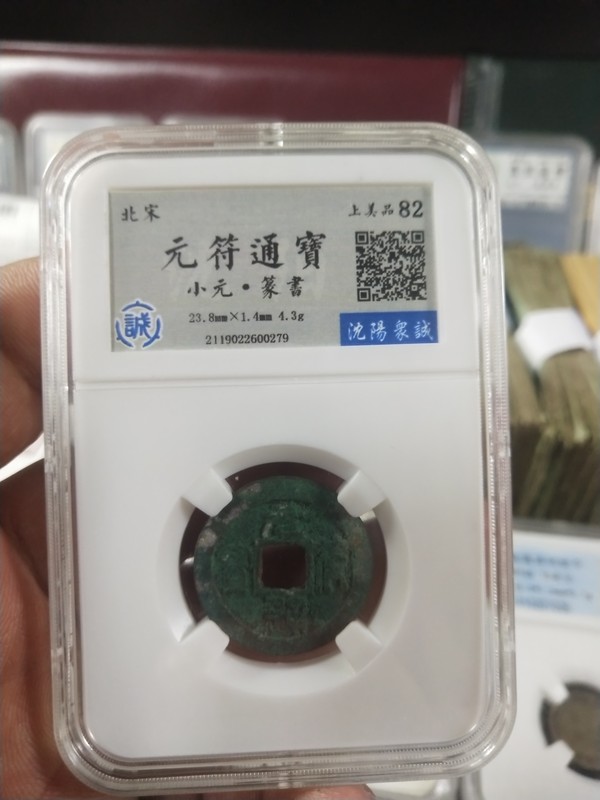 北宋
上美品82
元符通寶
小元·篆書
23.8mm×1.4mm 4.3g
2119022600279
誠
沈陽眾誠